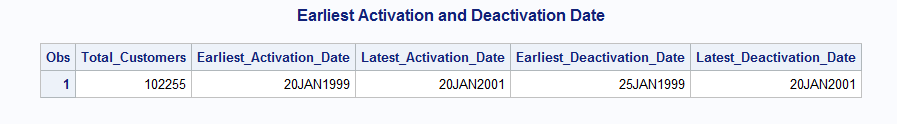 Earliest Activation and Deactivation Date
Obs Total_Customers Earliest_Activation_Date Latest_Activation_Date Earliest_Deactivation_Date Latest_Deactivation_Date
1 102255 20JAN1999 20JAN2001 25JAN1999 20JAN2001